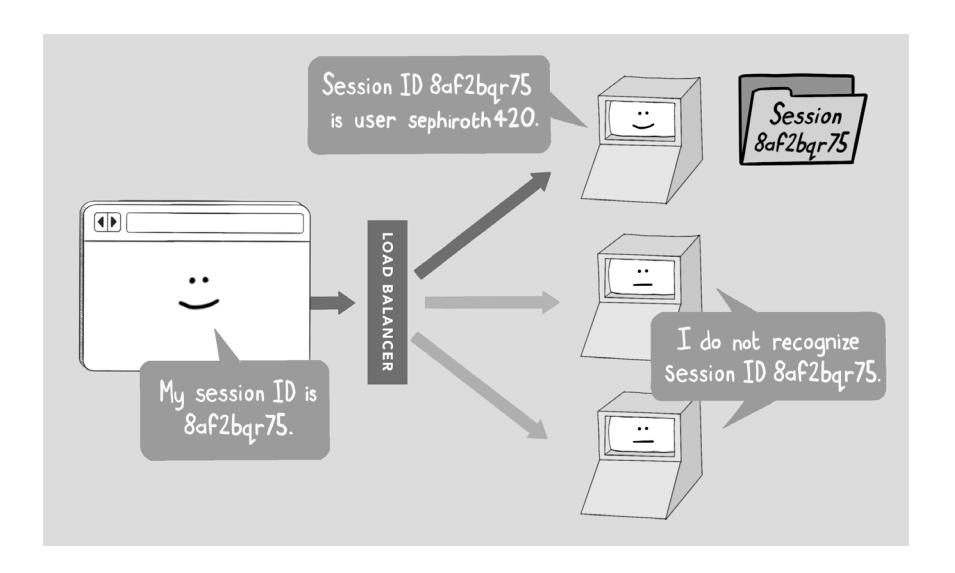 Session ID 8af2bqr75
is user sephiroth420.
Session
8af2bqr75
LOAD BALANCER
My session ID is
8af2bqr75.
I do not recognize
Session ID 8af2bqr75.